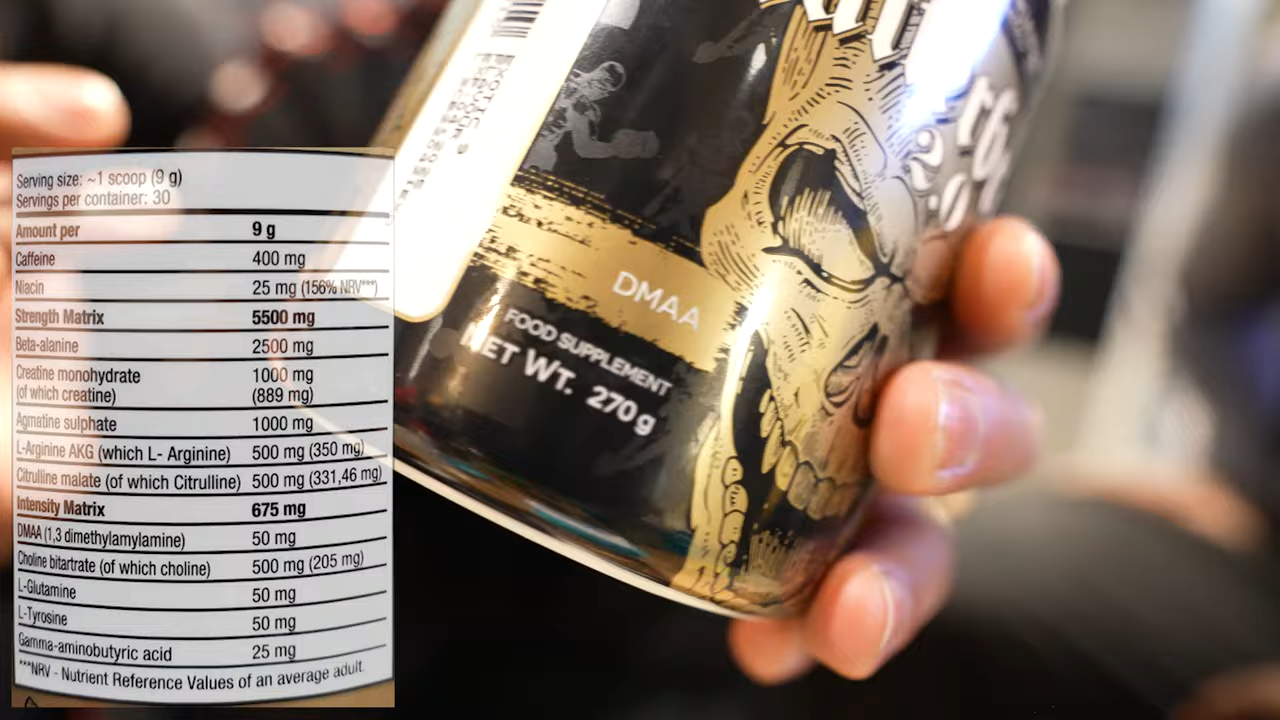 Serving size: ~1 scoop (9 g)
Servings per container: 30
Amount per 9 g
Caffeine 400 mg
Niacin 25 mg (156% NRV***)
Strength Matrix 5500 mg
Beta-alanine 2500 mg
Creatine monohydrate 1000 mg
(of which creatine) (889 mg)
Agmatine sulphate 1000 mg
L-Arginine AKG (which L- Arginine) 500 mg (350 mg)
Citrulline malate (of which Citrulline) 500 mg (331,46 mg)
Intensity Matrix 675 mg
DMAA (1,3 dimethylamylamine) 50 mg
Choline bitartrate (of which choline) 500 mg (205 mg)
L-Glutamine 50 mg
L-Tyrosine 50 mg
Gamma-aminobutyric acid 25 mg
***NRV - Nutrient Reference Values of an average adult.
DMAA
FOOD SUPPLEMENT
NET WT. 270 g